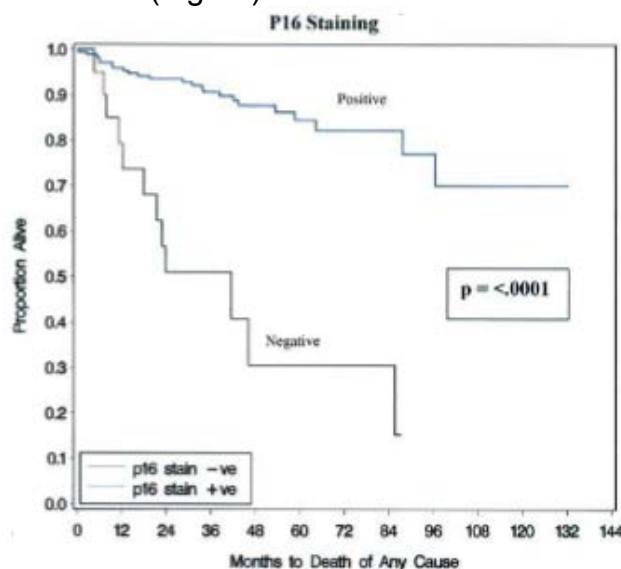 P16 Staining
1.0
0.9
0.8
0.7
0.6
0.5
0.4
0.3
0.2
0.1
0.0
Proportion Alive
Positive
p = <.0001
Negative
p16 stain -ve
p16 stain +ve
0 12 24 36 48 60 72 84 96 108 120 132 144
Months to Death of Any Cause